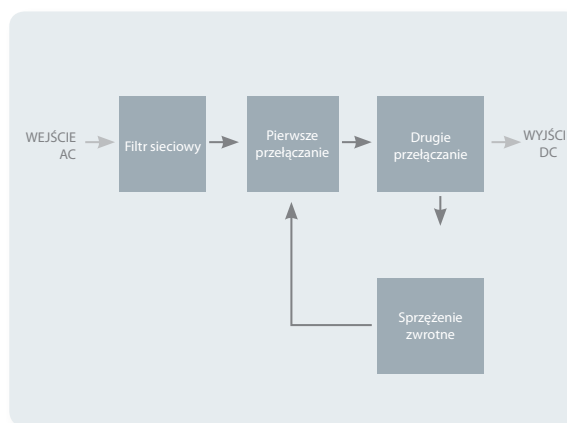 WEJŚCIE
AC
Filtr sieciowy
Pierwsze
przełączanie
Drugie
przełączanie
WYJŚCI
DC
Sprzężenie
zwrotne